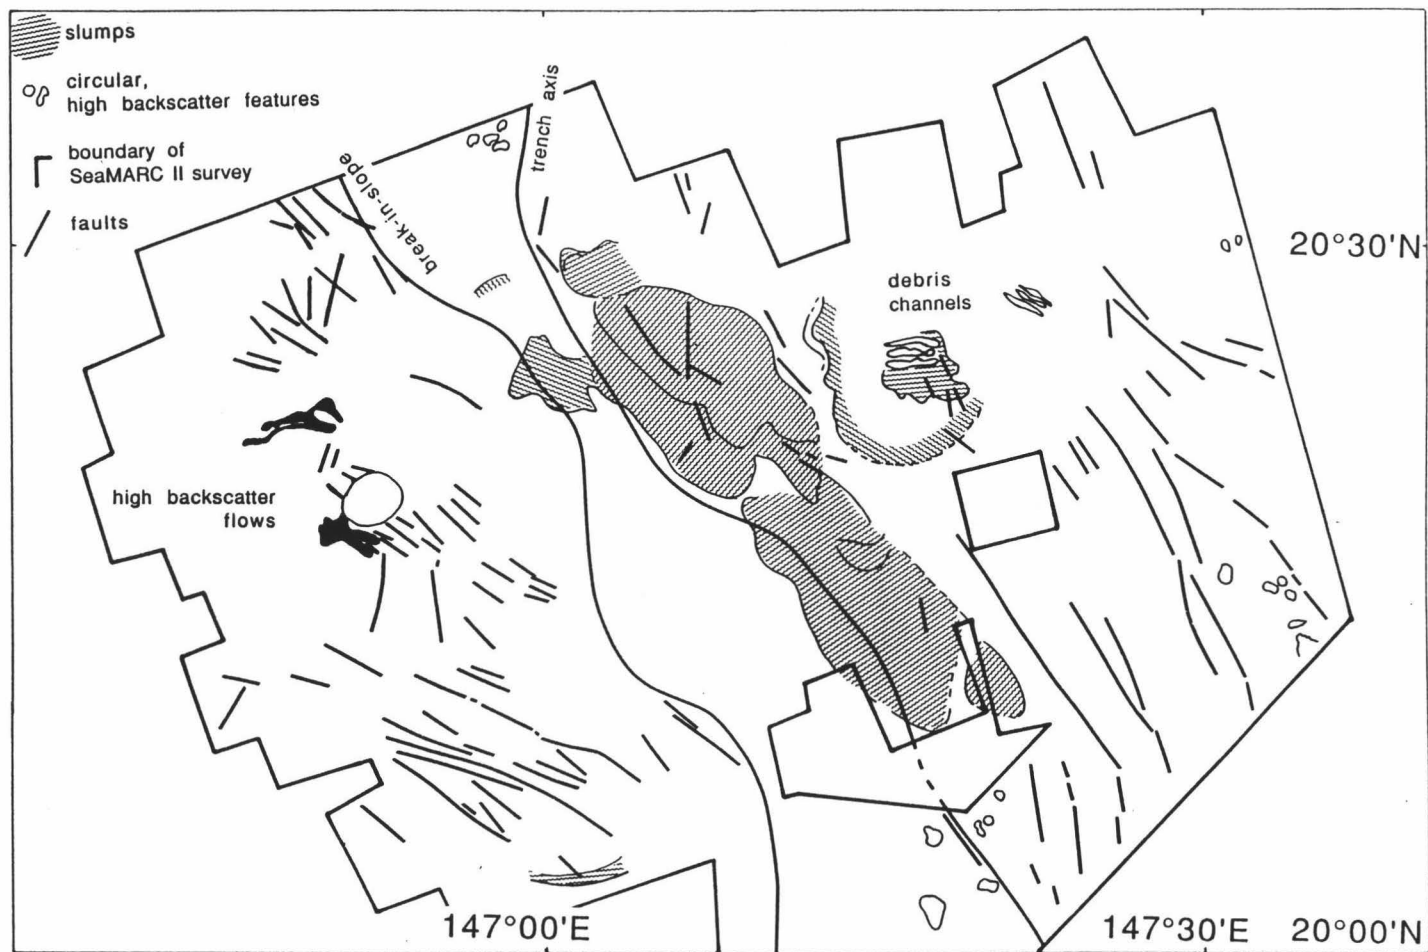 slumps
circular,
high backscatter features
boundary of
SeaMARC II survey
faults
break-in-slope
trench axis
20°30'N
debris
channels
high backscatter
flows
147°00'E
147°30'E
20°00'N